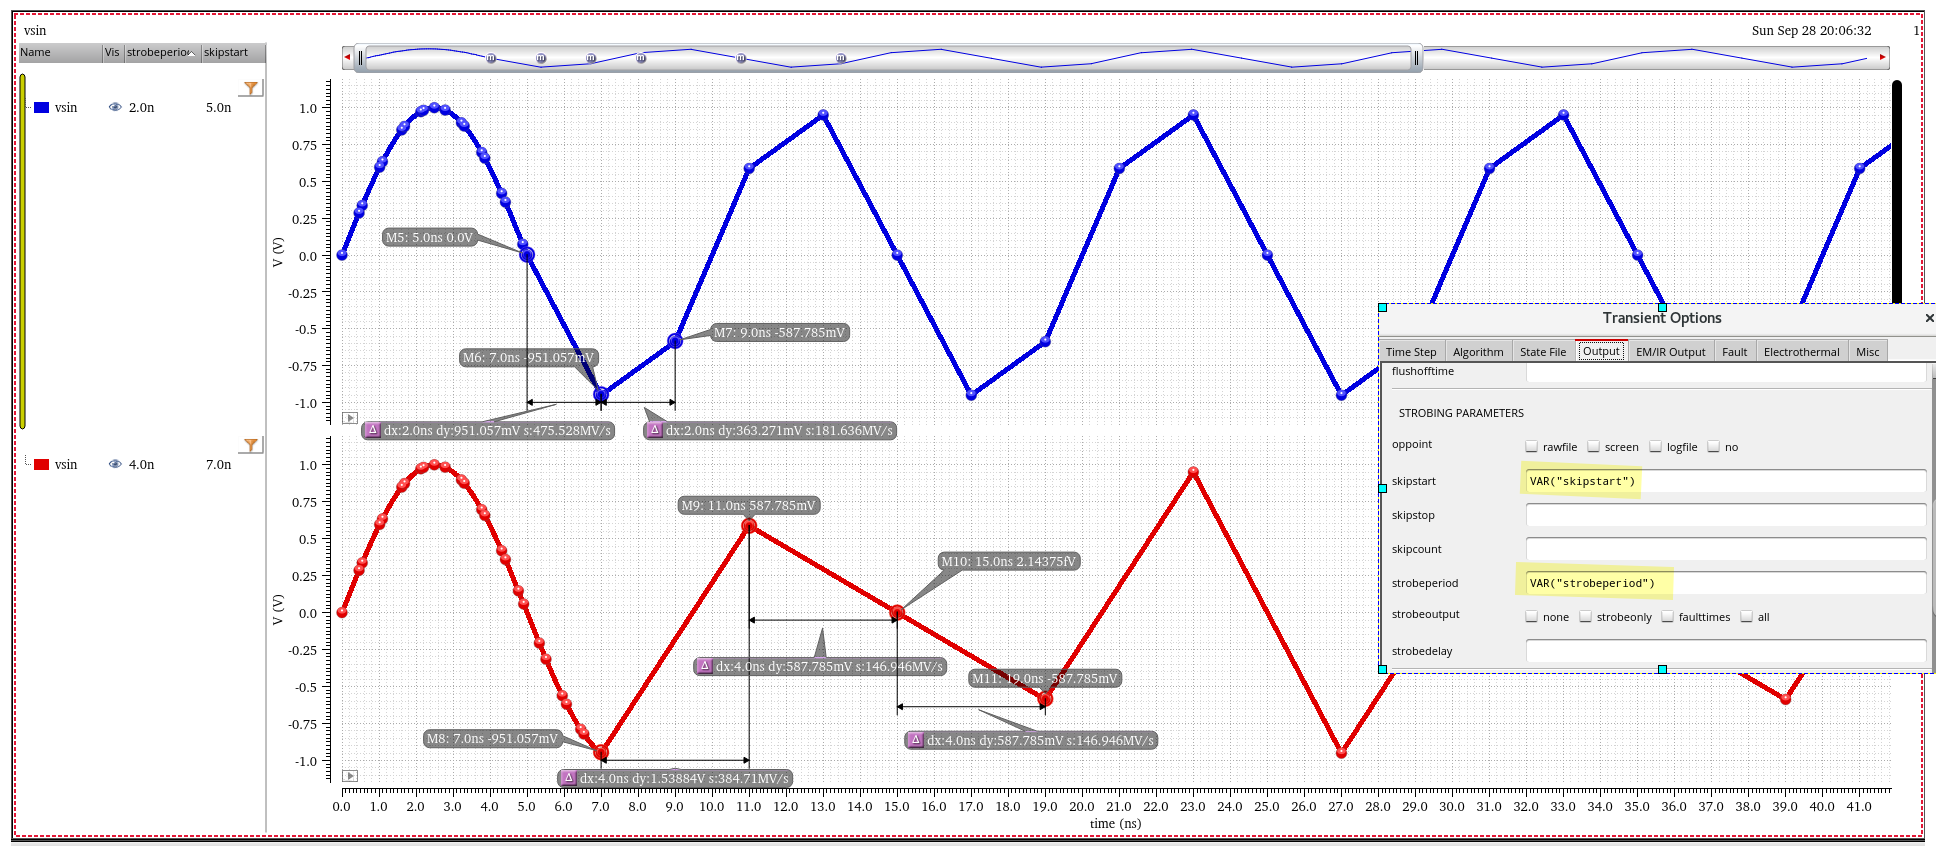 vsin
Sun Sep 28 20:06:32 1
Name Vis strobeperio skipstart
vsin 2.0n 5.0n
vsin 4.0n 7.0n
1.0
0.75
0.5
0.25
0.0
-0.25
-0.5
-0.75
-1.0
V (V)
M5: 5.0ns 0.0V
M7: 9.0ns -587.785mV
M6: 7.0ns -951.057mV
dx:2.0ns dy:951.057mV s:475.528MV/s
dx:2.0ns dy:363.271mV s:181.636MV/s
1.0
0.75
0.5
0.25
0.0
-0.25
-0.5
-0.75
-1.0
V (V)
M9: 11.0ns 587.785mV
M10: 15.0ns 2.14375fV
dx:4.0ns dy:587.785mV s:146.946MV/s
M11: 19.0ns -587.785mV
M8: 7.0ns -951.057mV
dx:4.0ns dy:587.785mV s:146.946MV/s
dx:4.0ns dy:1.53884V s:384.71MV/s
0.0 1.0 2.0 3.0 4.0 5.0 6.0 7.0 8.0 9.0 10.0 11.0 12.0 13.0 14.0 15.0 16.0 17.0 18.0 19.0 20.0 21.0 22.0 23.0 24.0 25.0 26.0 27.0 28.0 29.0 30.0 31.0 32.0 33.0 34.0 35.0 36.0 37.0 38.0 39.0 40.0 41.0
time (ns)
Transient Options
Time Step Algorithm State File Output EM/IR Output Fault Electrothermal Misc
flushofftime
STROBING PARAMETERS
oppoint rawfile screen logfile no
skipstart VAR("skipstart")
skipstop
skipcount
strobeperiod VAR("strobeperiod")
strobeoutput none strobeonly faulttimes all
strobedelay